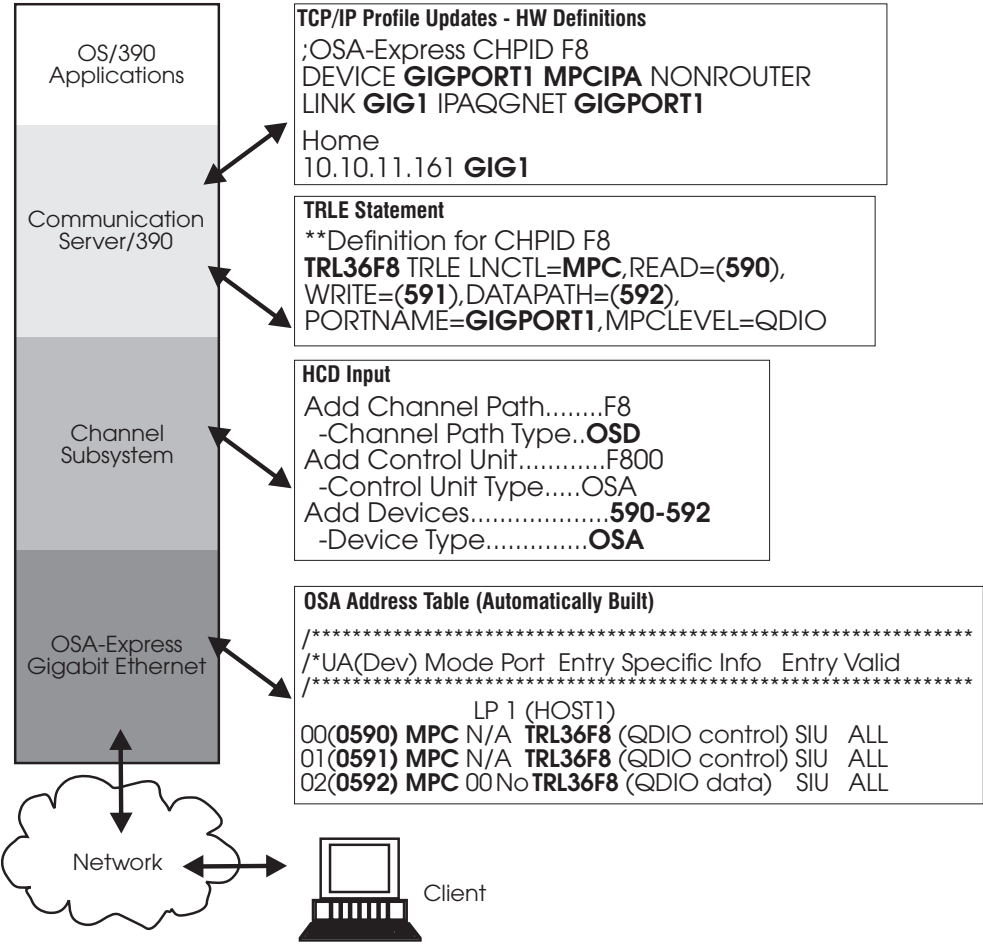 OS/390
Applications
Communication
Server/390
Channel
Subsystem
OSA-Express
Gigabit Ethernet
Network
Client
TCP/IP Profile Updates - HW Definitions
;OSA-Express CHPID F8
DEVICE GIGPORT1 MPCIPA NONROUTER
LINK GIG1 IPAQGNET GIGPORT1
Home
10.10.11.161 GIG1
TRLE Statement
**Definition for CHPID F8
TRL36F8 TRLE LNCTL=MPC,READ=(590),
WRITE=(591),DATAPATH=(592),
PORTNAME=GIGPORT1,MPCLEVEL=QDIO
HCD Input
Add Channel Path........F8
-Channel Path Type..OSD
Add Control Unit............F800
-Control Unit Type.....OSA
Add Devices....................590-592
-Device Type..............OSA
OSA Address Table (Automatically Built)
/*****************************************************************
/*UA(Dev) Mode Port Entry Specific Info Entry Valid
/*****************************************************************
LP 1 (HOST1)
00(0590) MPC N/A TRL36F8 (QDIO control) SIU ALL
01(0591) MPC N/A TRL36F8 (QDIO control) SIU ALL
02(0592) MPC 00 No TRL36F8 (QDIO data) SIU ALL